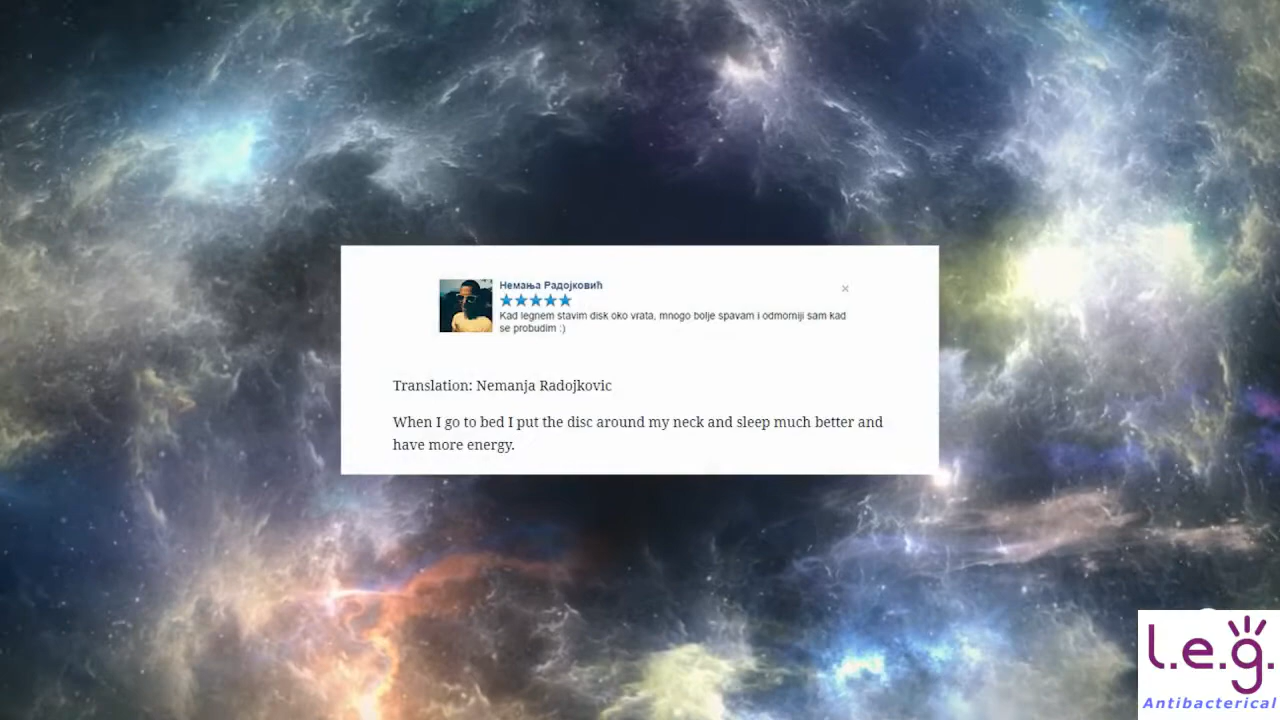 Немања Радојковић
Kad legnem stavim disk oko vrata, mnogo bolje spavam i odmorniji sam kad
se probudim :)
Translation: Nemanja Radojkovic
When I go to bed I put the disc around my neck and sleep much better and
have more energy.
l.e.g.
Antibacterical